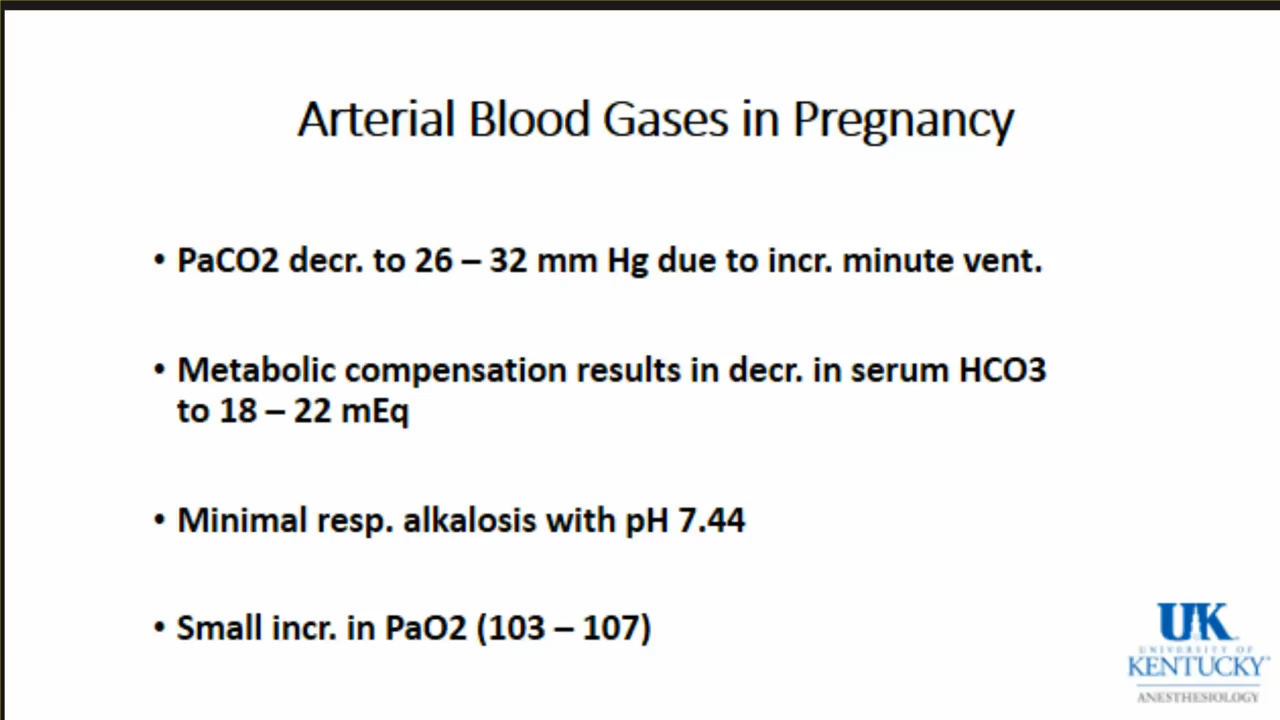 Arterial Blood Gases in Pregnancy
• PaCO2 decr. to 26 – 32 mm Hg due to incr. minute vent.
• Metabolic compensation results in decr. in serum HCO3
to 18 – 22 mEq
• Minimal resp. alkalosis with pH 7.44
• Small incr. in PaO2 (103 – 107)
UK
UNIVERSITY OF
KENTUCKY
ANESTHESIOLOGY